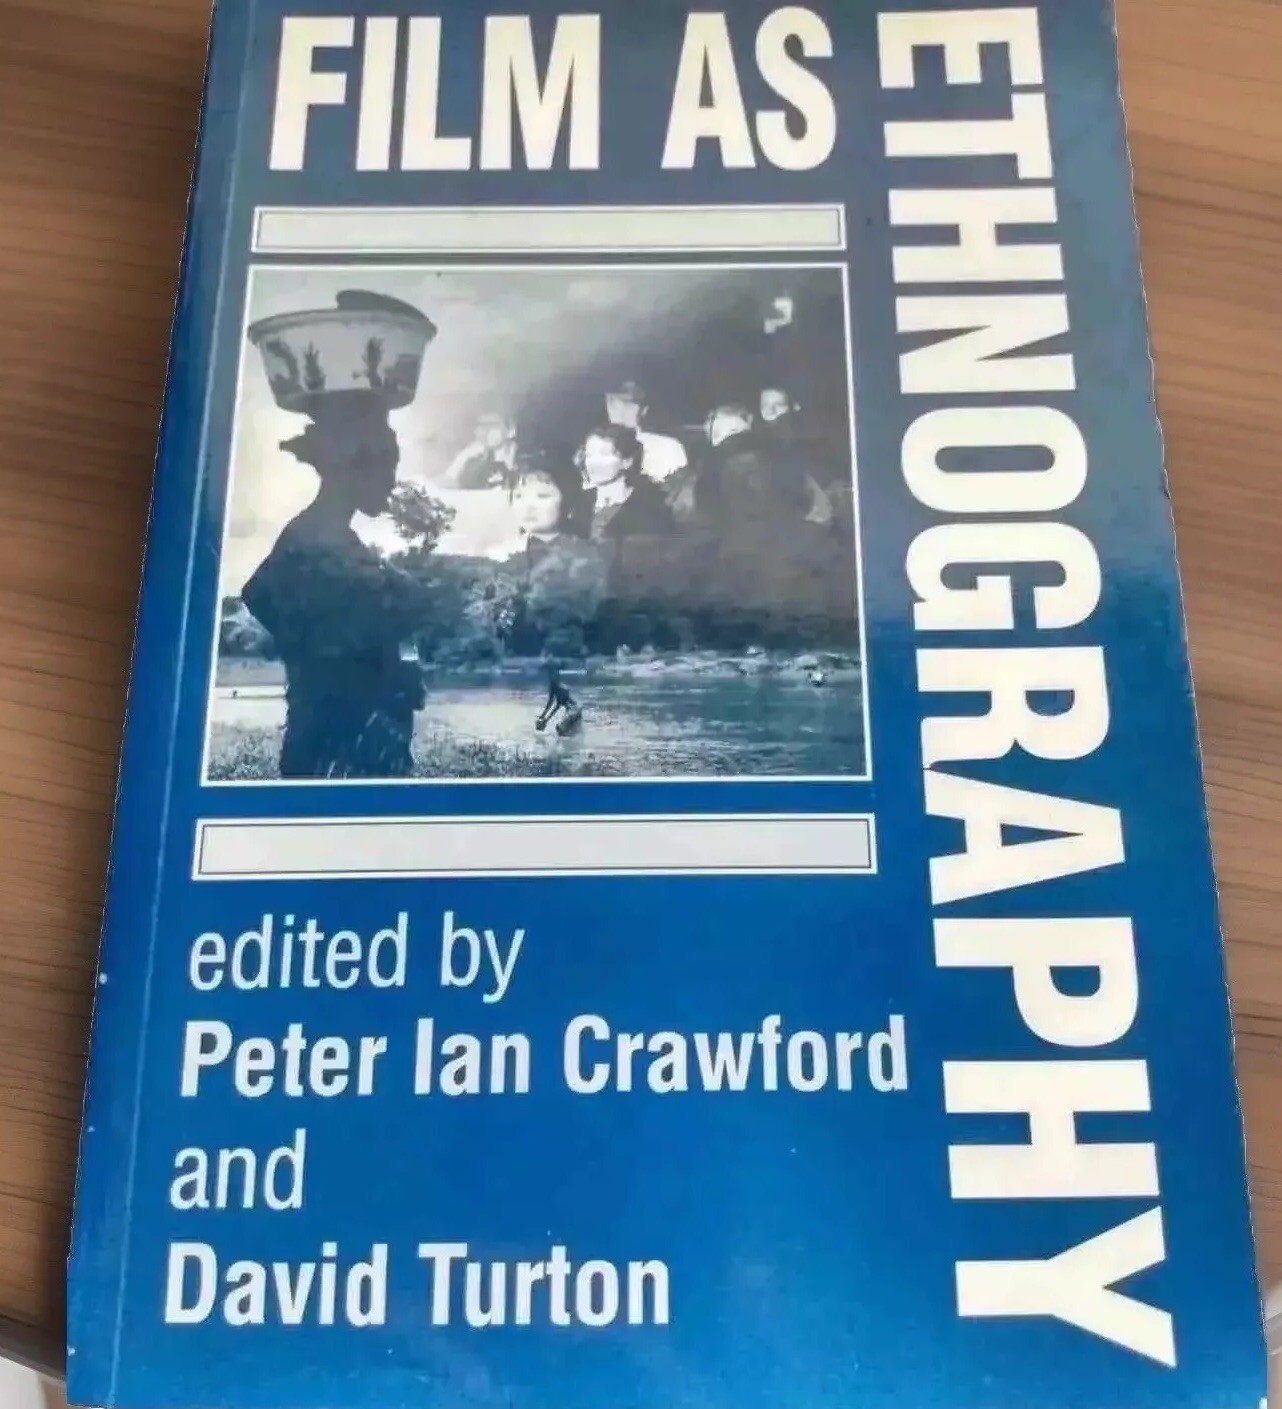 FILM AS
ETHNOGRAPHY
edited by
Peter Ian Crawford
and
David Turton